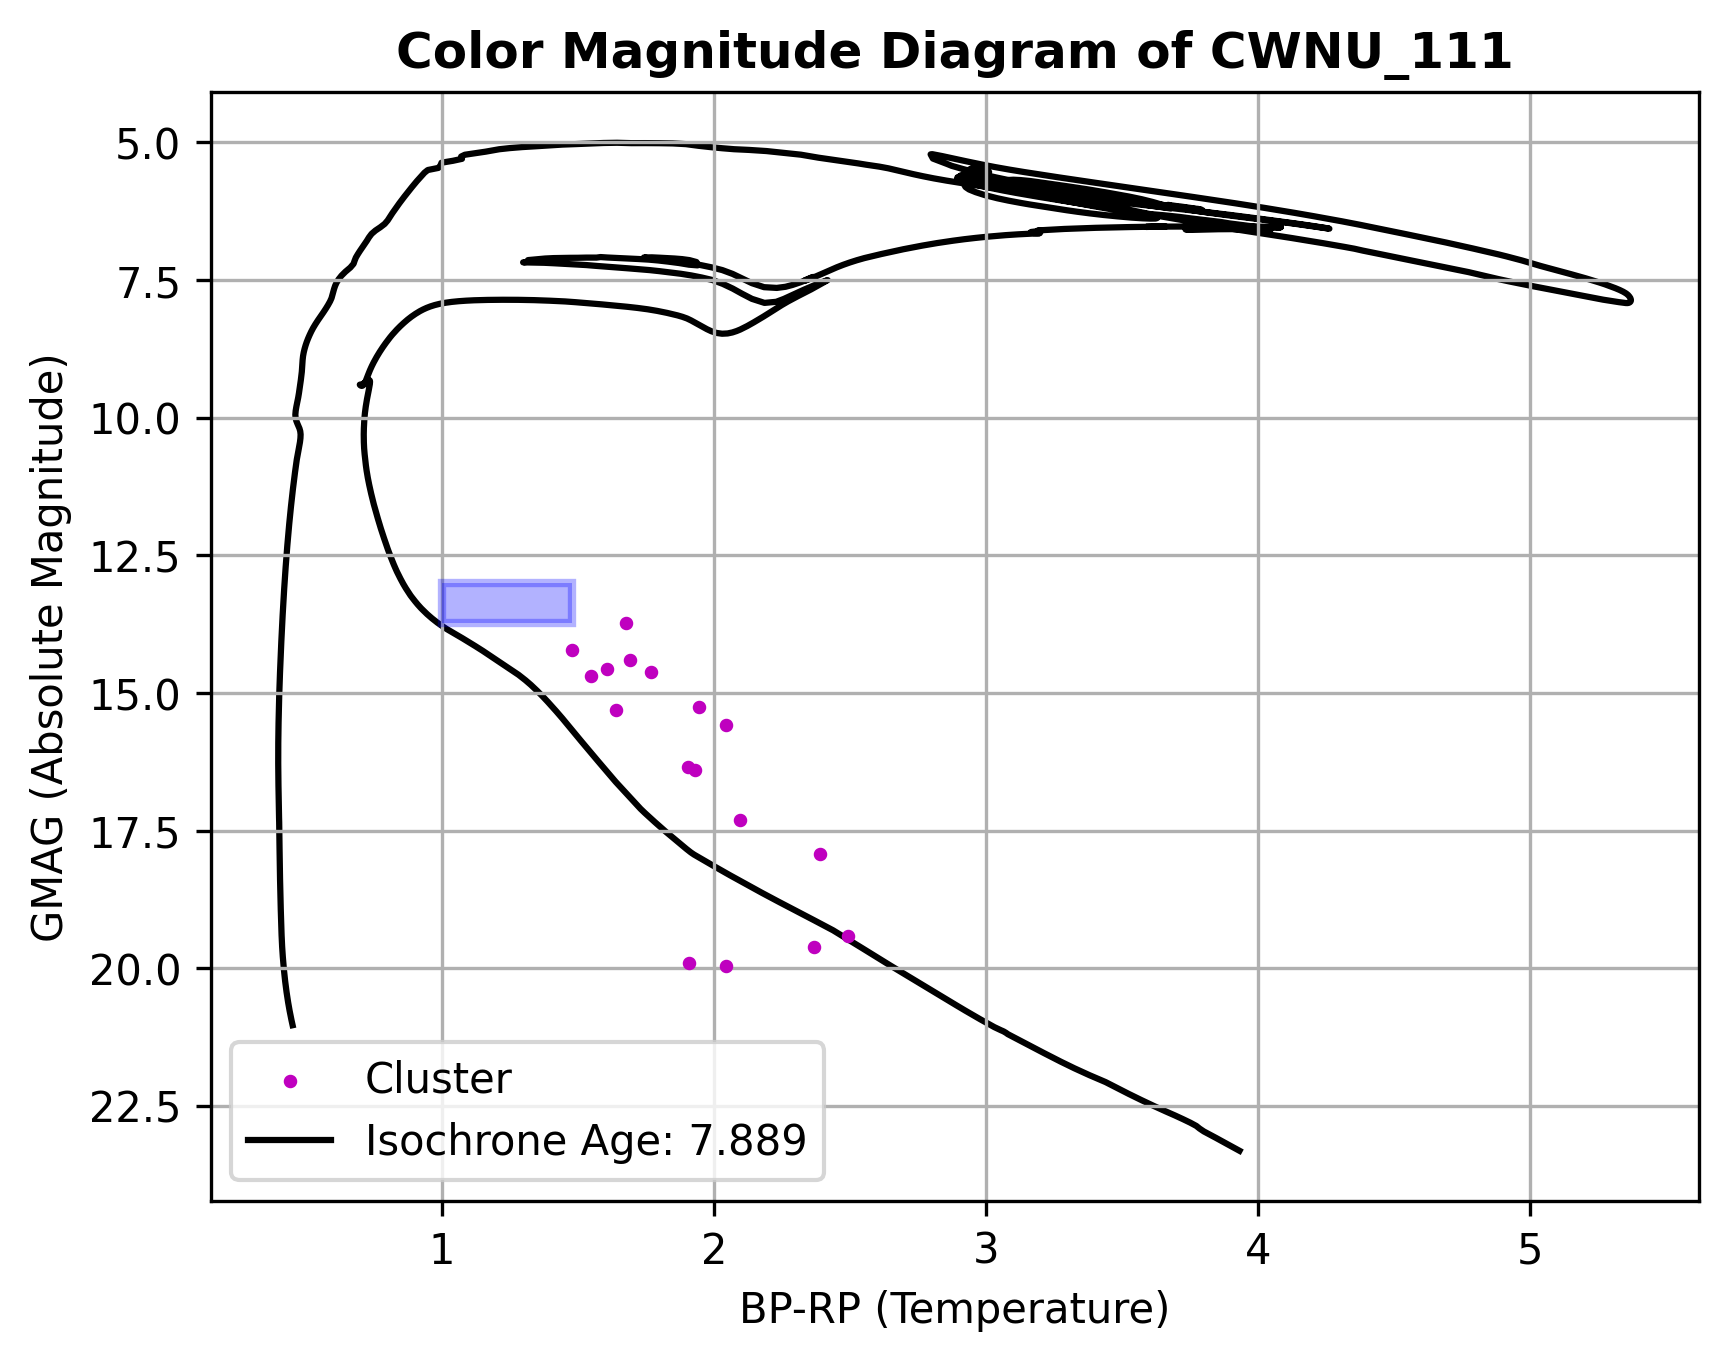 Color Magnitude Diagram of CWNU_111
GMAG (Absolute Magnitude)
5.0
7.5
10.0
12.5
15.0
17.5
20.0
22.5
Cluster
Isochrone Age: 7.889
1 2 3 4 5
BP-RP (Temperature)